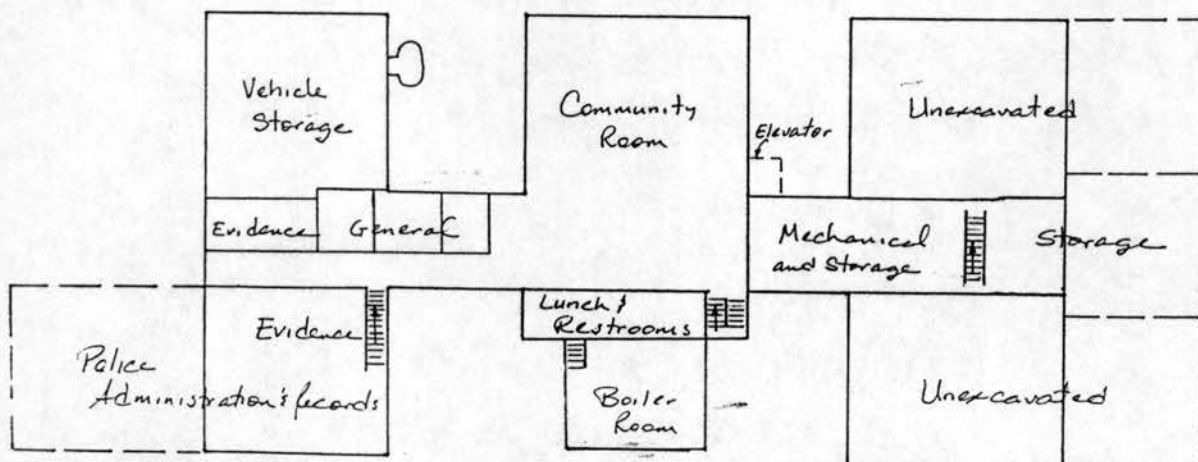 Vehicle
Storage
Community
Room
Elevator
Unexcavated
Evidence
General
Mechanical
and Storage
Storage
Evidence
Lunch &
Restrooms
Police
Administration & Records
Boiler
Room
Unexcavated